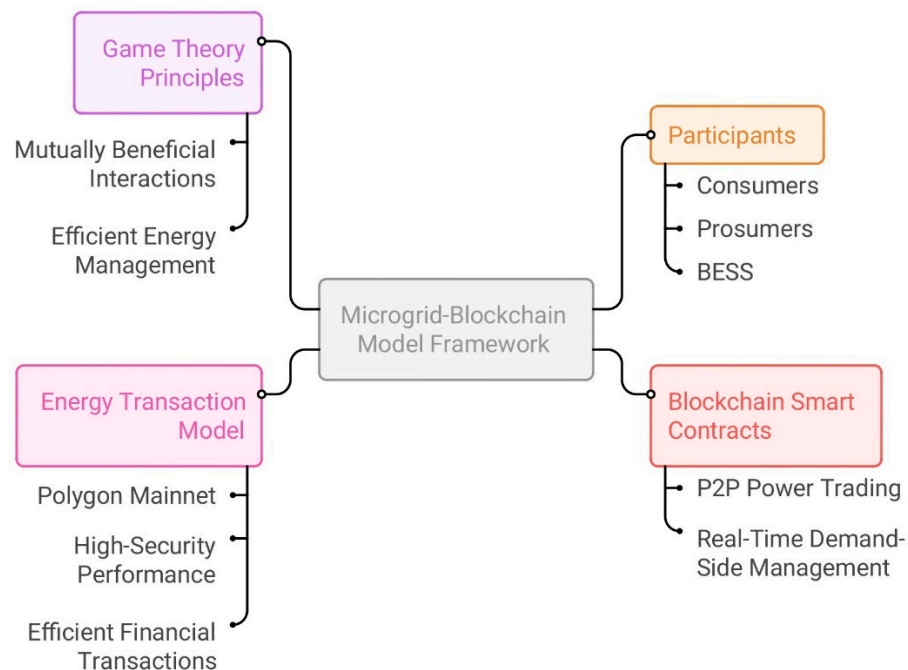 Game Theory
Principles
Mutually Beneficial
Interactions
Efficient Energy
Management
Participants
Consumers
Prosumers
BESS
Microgrid-Blockchain
Model Framework
Energy Transaction
Model
Polygon Mainnet
High-Security
Performance
Efficient Financial
Transactions
Blockchain Smart
Contracts
P2P Power Trading
Real-Time Demand-
Side Management